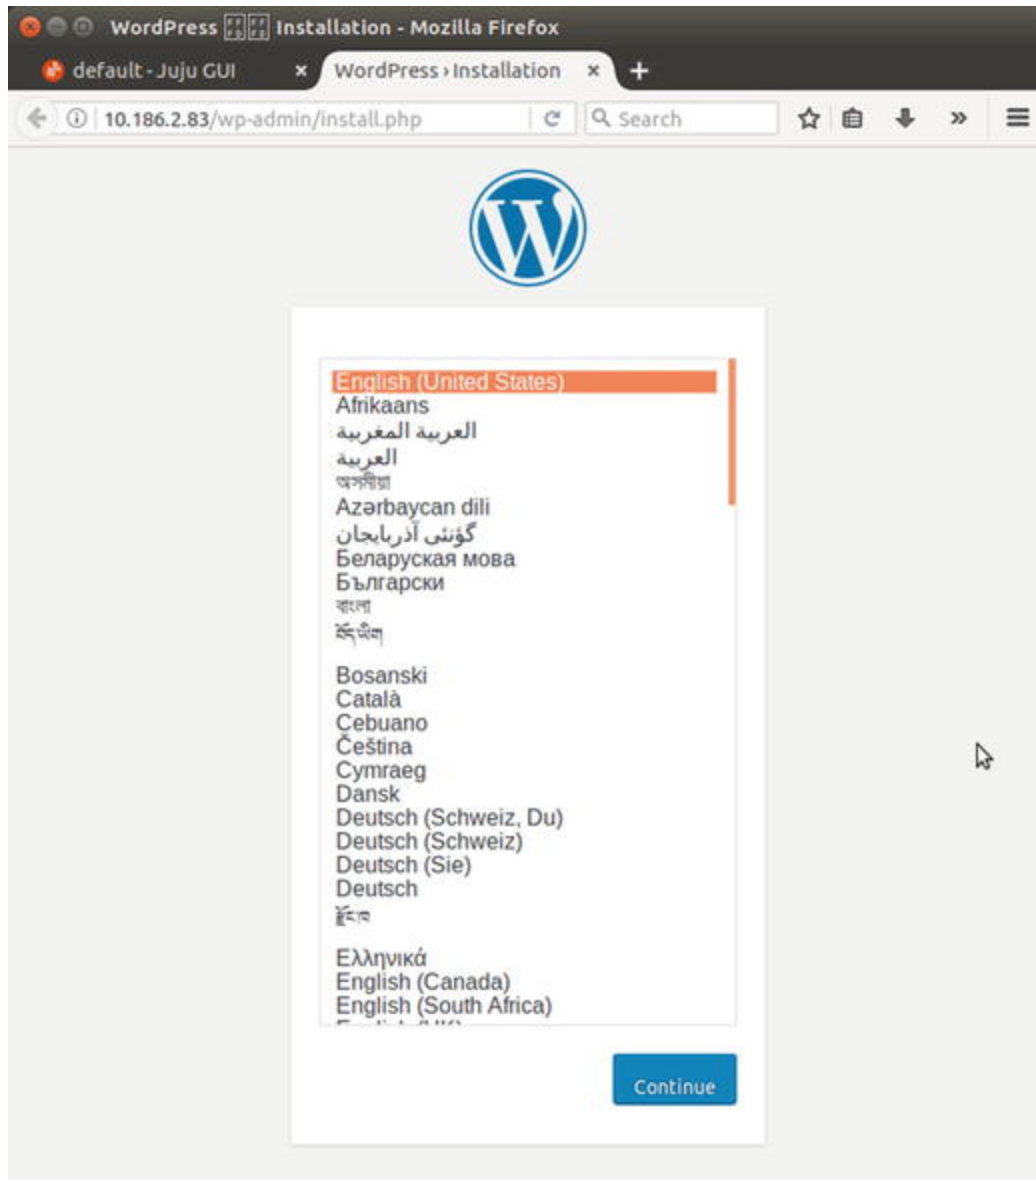 WordPress Installation - Mozilla Firefox
default - Juju GUI
WordPress › Installation
10.186.2.83/wp-admin/install.php
Search
English (United States)
Afrikaans
العربية المغربية
العربية
অসমীয়া
Azərbaycan dili
گؤنئی آذربایجان
Беларуская мова
Български
বাংলা
བོད་ཡིག
Bosanski
Català
Cebuano
Čeština
Cymraeg
Dansk
Deutsch (Schweiz, Du)
Deutsch (Schweiz)
Deutsch (Sie)
Deutsch
རྫོང་ཁ
Ελληνικά
English (Canada)
English (South Africa)
English (UK)
Continue